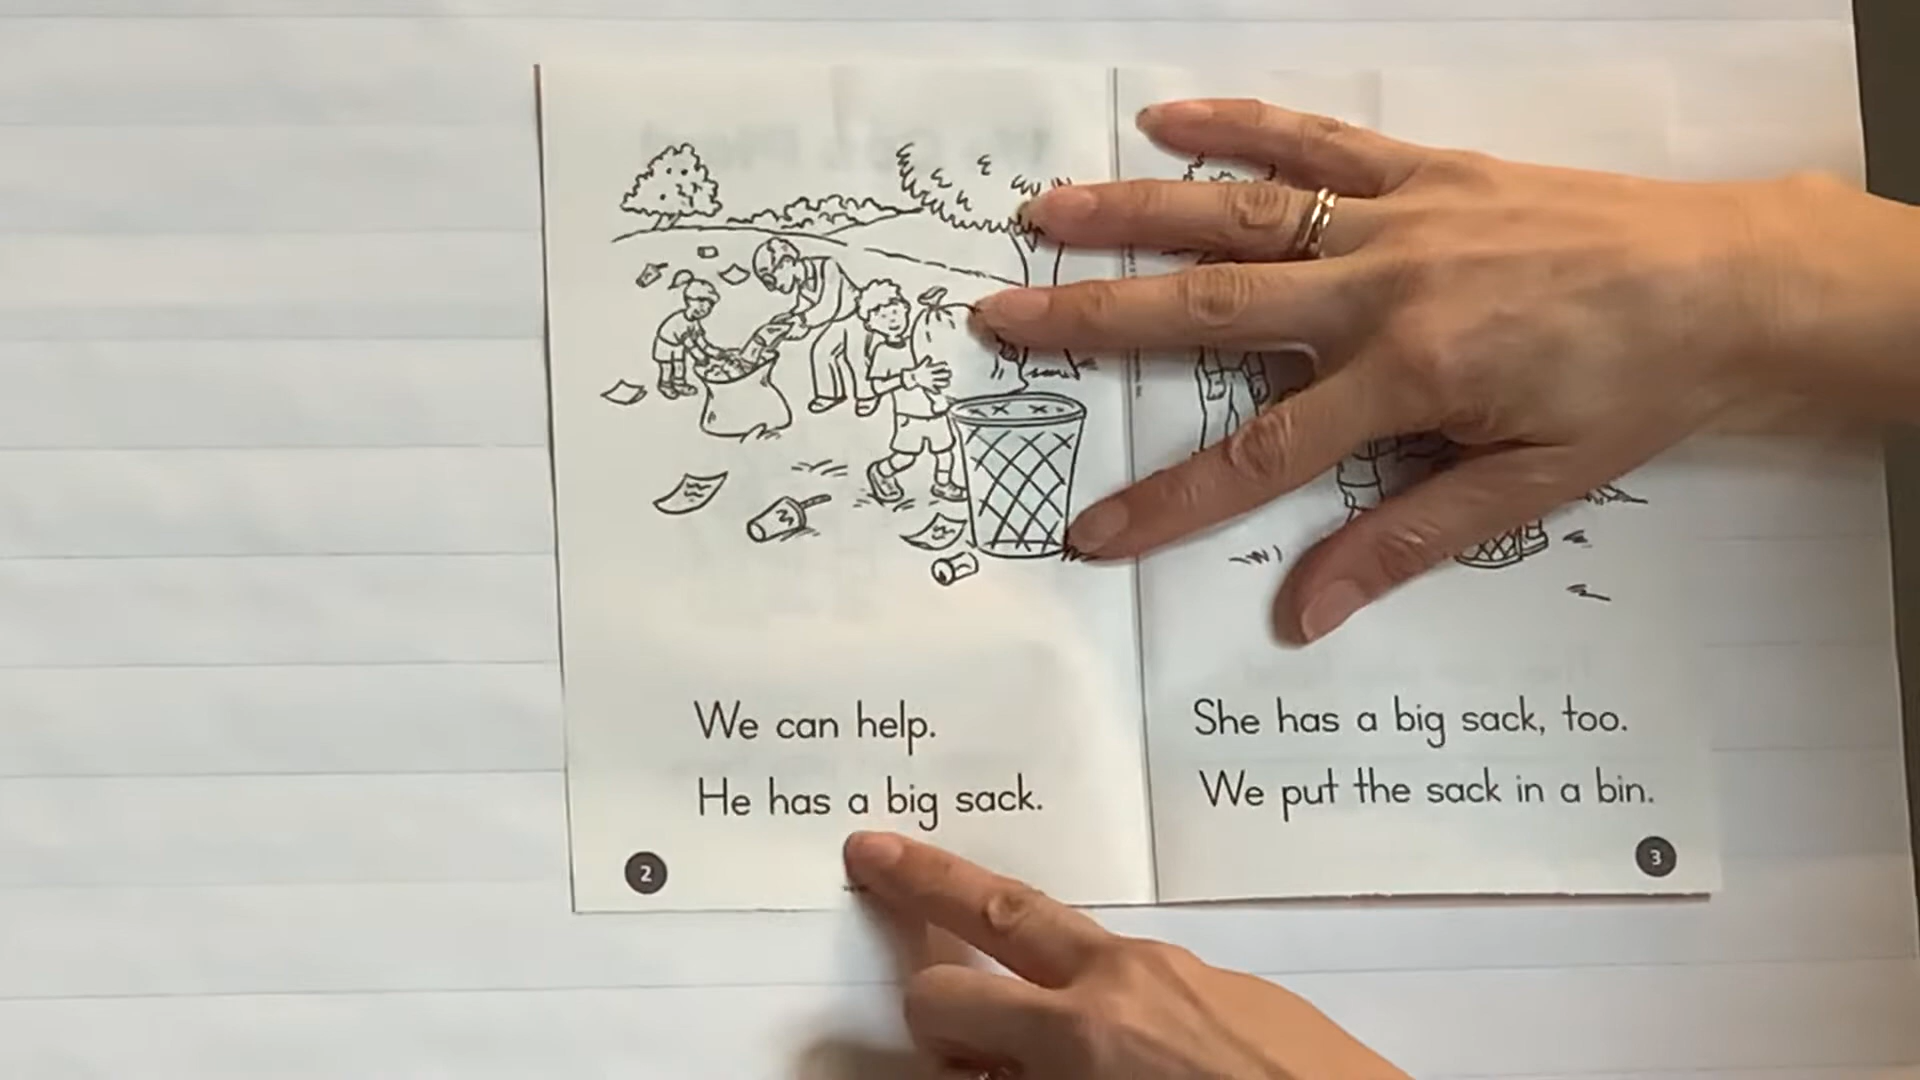 We can help.
He has a big sack.
2
She has a big sack, too.
We put the sack in a bin.
3